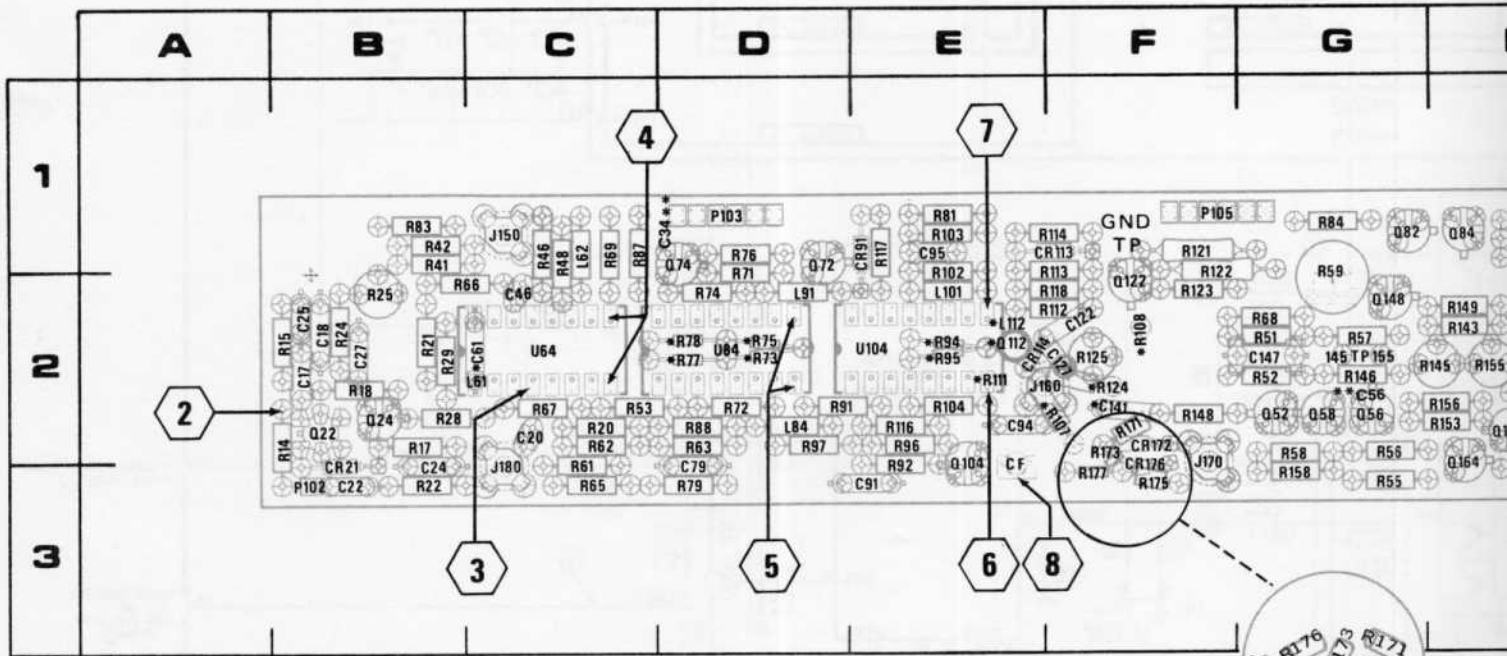 A B C D E F G
1
4 7
R83 J150 R46 R48 L62 R69 R87 C34** P103 R81 GND P105 R84 Q82 Q84
R42 R103 R114 TP
R41 Q74 R76 Q72 CR91 R117 C95 CR113 R121
R71 R102 R113 Q122 R122 R59
R66 C46 R74 L91 L101 R118 R123 Q148
R25 R112 R149
R15 C25 C18 R24 R68 R143
C17 C27 R21 R29 *C61 U64 *R78 U84 *R75 U104 *R94 *L112 *Q112 CR114 C122 C127 R125 *R108 R51 R57
2
L61 *R77 *R73 *R95 C147 145 TP155 R145 R155
R18 *R111 J160 *R124 R52 R146
**C56
2 Q22 Q24 R28 R67 R53 R72 R91 R104 *R107 *C141 R148 Q52 Q58 Q56 R156
R14 C20 R20 R88 L84 R116 C94 R171 R153
R17 R62 R63 R97 R96 R173 CR172
CR21 C24 J180 R61 C79 R92 Q104 CF R177 CR176 J170 R58 R56 Q164
P102 C22 R22 R65 R79 C91 R175 R158 R55
3
3 5 6 8
R176 R171